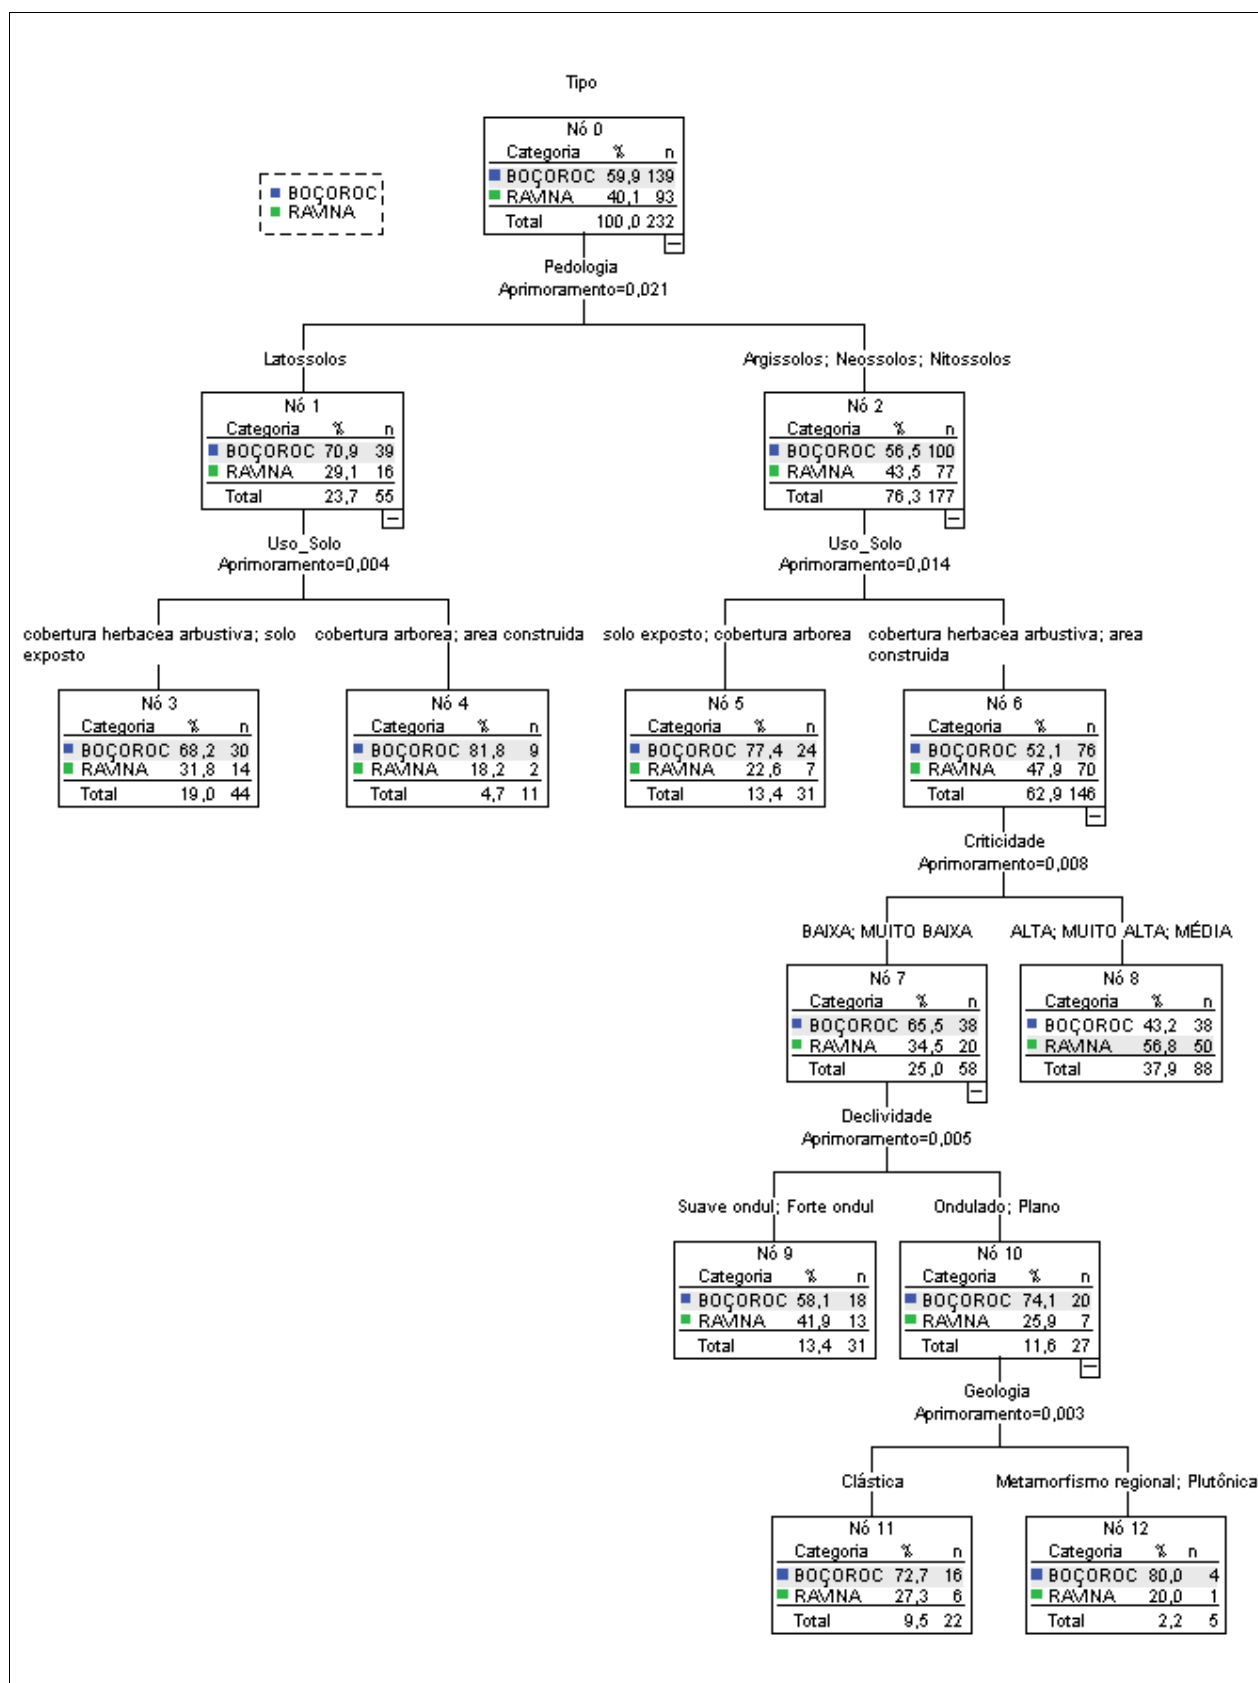 Tipo
Nó 0
Categoria % n
BOÇOROC 59,9 139
RAVINA 40,1 93
Total 100,0 232
BOÇOROC
RAVINA
Pedologia
Aprimoramento=0,021
Latossolos
Argissolos; Neossolos; Nitossolos
Nó 1
Categoria % n
BOÇOROC 70,9 39
RAVINA 29,1 16
Total 23,7 55
Nó 2
Categoria % n
BOÇOROC 56,5 100
RAVINA 43,5 77
Total 76,3 177
Uso_Solo
Aprimoramento=0,004
Uso_Solo
Aprimoramento=0,014
cobertura herbacea arbustiva; solo
exposto
cobertura arborea; area construida
solo exposto; cobertura arborea
cobertura herbacea arbustiva; area
construida
Nó 3
Categoria % n
BOÇOROC 68,2 30
RAVINA 31,8 14
Total 19,0 44
Nó 4
Categoria % n
BOÇOROC 81,8 9
RAVINA 18,2 2
Total 4,7 11
Nó 5
Categoria % n
BOÇOROC 77,4 24
RAVINA 22,6 7
Total 13,4 31
Nó 6
Categoria % n
BOÇOROC 52,1 76
RAVINA 47,9 70
Total 62,9 146
Criticidade
Aprimoramento=0,008
BAIXA; MUITO BAIXA
ALTA; MUITO ALTA; MÉDIA
Nó 7
Categoria % n
BOÇOROC 65,5 38
RAVINA 34,5 20
Total 25,0 58
Nó 8
Categoria % n
BOÇOROC 43,2 38
RAVINA 56,8 50
Total 37,9 88
Declividade
Aprimoramento=0,005
Suave ondul; Forte ondul
Ondulado; Plano
Nó 9
Categoria % n
BOÇOROC 58,1 18
RAVINA 41,9 13
Total 13,4 31
Nó 10
Categoria % n
BOÇOROC 74,1 20
RAVINA 25,9 7
Total 11,6 27
Geologia
Aprimoramento=0,003
Clástica
Metamorfismo regional; Plutônica
Nó 11
Categoria % n
BOÇOROC 72,7 16
RAVINA 27,3 6
Total 9,5 22
Nó 12
Categoria % n
BOÇOROC 80,0 4
RAVINA 20,0 1
Total 2,2 5